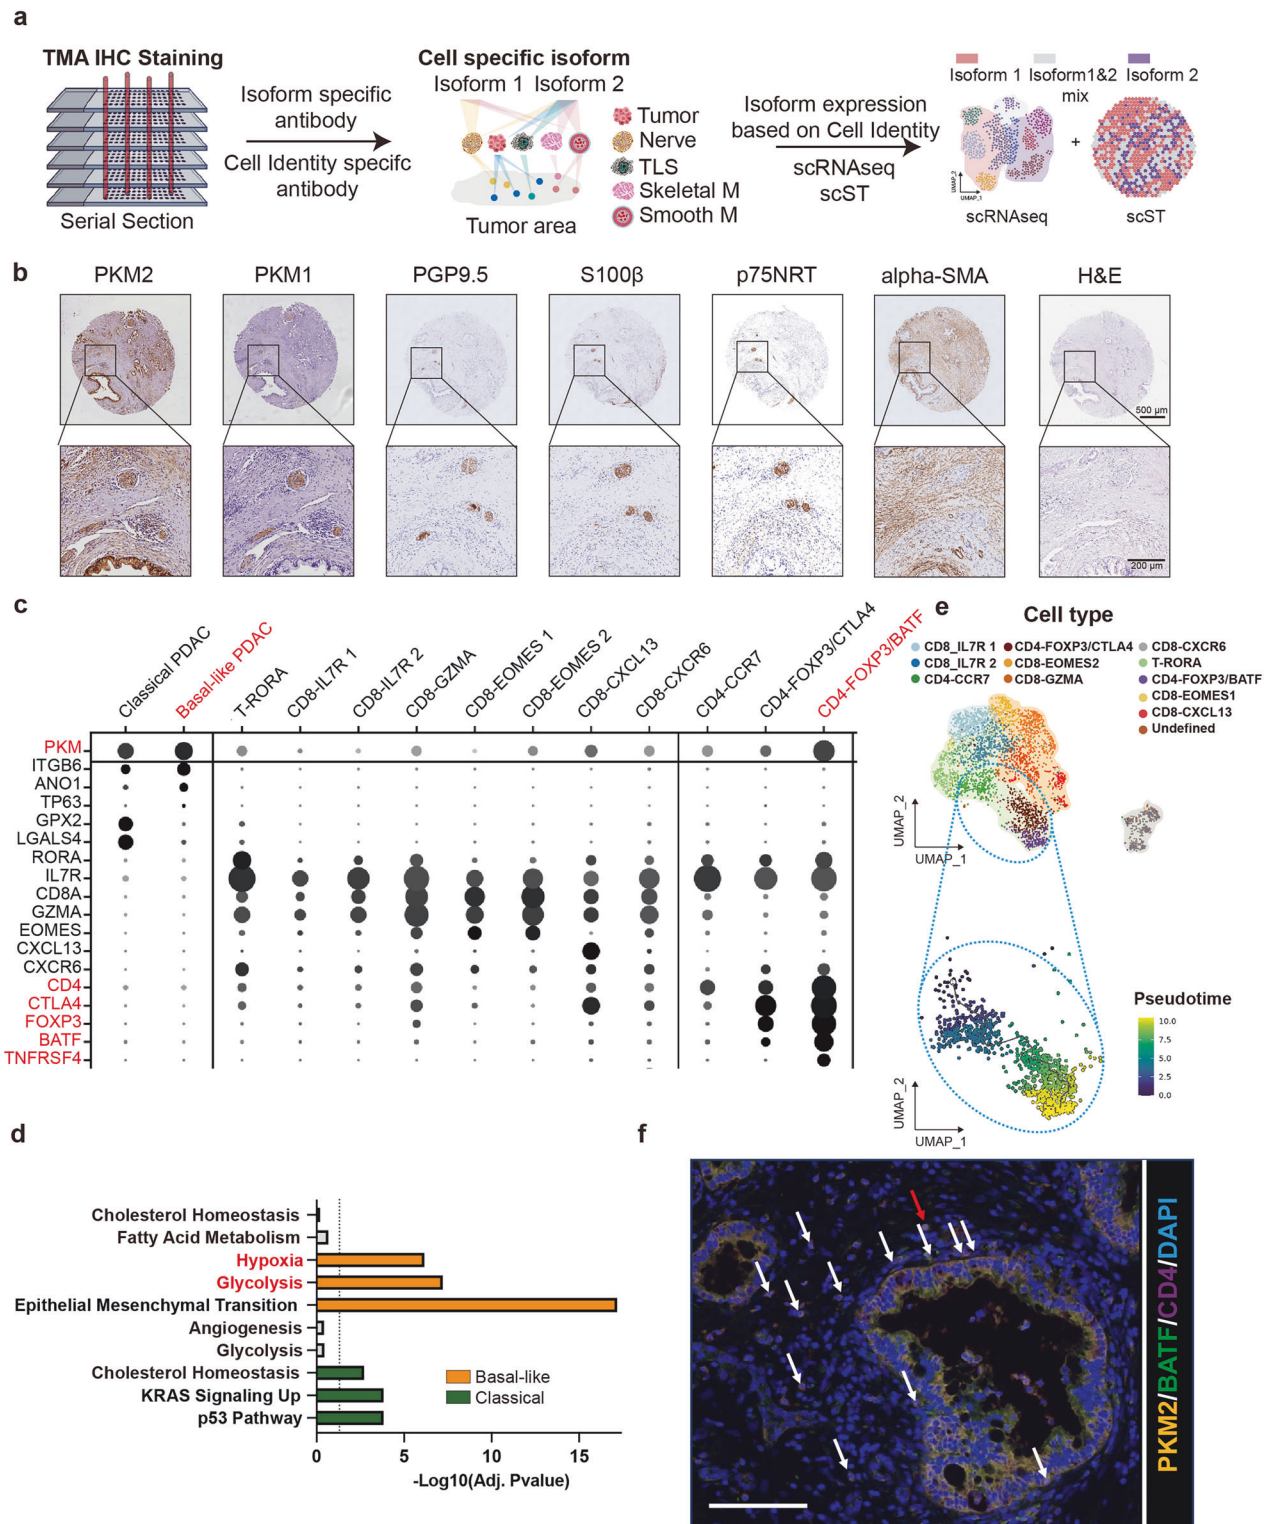 a
TMA IHC Staining
Serial Section
Isoform specific
antibody
Cell Identity specifc
antibody
Cell specific isoform
Isoform 1 Isoform 2
Tumor
Nerve
TLS
Skeletal M
Smooth M
Tumor area
Isoform expression
based on Cell Identity
scRNAseq
scST
Isoform 1
Isoform1&2
mix
Isoform 2
UMAP_2
UMAP_1
+
scRNAseq
scST
b
PKM2
PKM1
PGP9.5
S100β
p75NRT
alpha-SMA
H&E
500 µm
200 µm
c
Classical PDAC
Basal-like PDAC
T-RORA
CD8-IL7R 1
CD8-IL7R 2
CD8-GZMA
CD8-EOMES 1
CD8-EOMES 2
CD8-CXCL13
CD8-CXCR6
CD4-CCR7
CD4-FOXP3/CTLA4
CD4-FOXP3/BATF
PKM
ITGB6
ANO1
TP63
GPX2
LGALS4
RORA
IL7R
CD8A
GZMA
EOMES
CXCL13
CXCR6
CD4
CTLA4
FOXP3
BATF
TNFRSF4
e
Cell type
CD8_IL7R 1
CD8_IL7R 2
CD4-CCR7
CD4-FOXP3/CTLA4
CD8-EOMES2
CD8-GZMA
CD8-CXCR6
T-RORA
CD4-FOXP3/BATF
CD8-EOMES1
CD8-CXCL13
Undefined
UMAP_2
UMAP_1
Pseudotime
10.0
7.5
5.0
2.5
0.0
UMAP_2
UMAP_1
d
Cholesterol Homeostasis
Fatty Acid Metabolism
Hypoxia
Glycolysis
Epithelial Mesenchymal Transition
Angiogenesis
Glycolysis
Cholesterol Homeostasis
KRAS Signaling Up
p53 Pathway
Basal-like
Classical
0
5
10
15
-Log10(Adj. Pvalue)
f
PKM2/BATF/CD4/DAPI